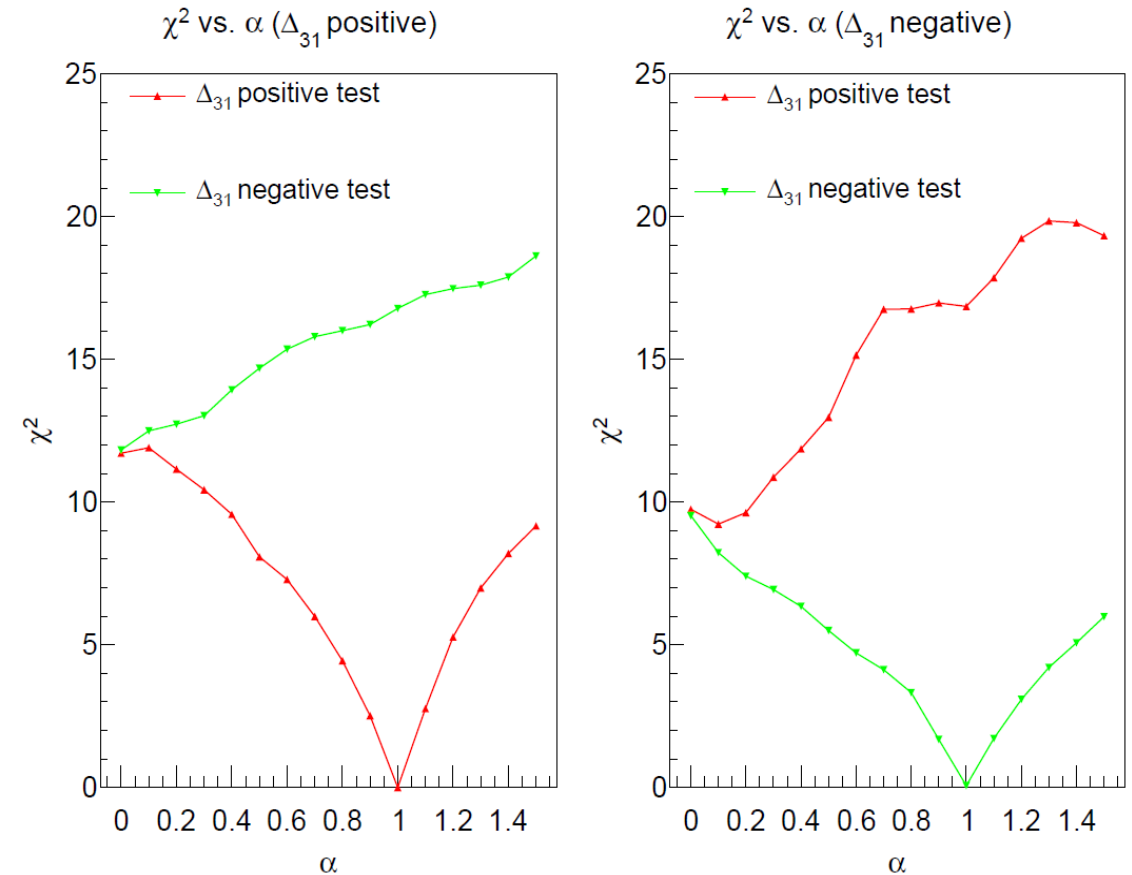 χ² vs. α (Δ₃₁ positive)
25
20
15
10
5
0
χ²
Δ₃₁ positive test
Δ₃₁ negative test
0 0.2 0.4 0.6 0.8 1 1.2 1.4
α
χ² vs. α (Δ₃₁ negative)
25
20
15
10
5
0
χ²
Δ₃₁ positive test
Δ₃₁ negative test
0 0.2 0.4 0.6 0.8 1 1.2 1.4
α